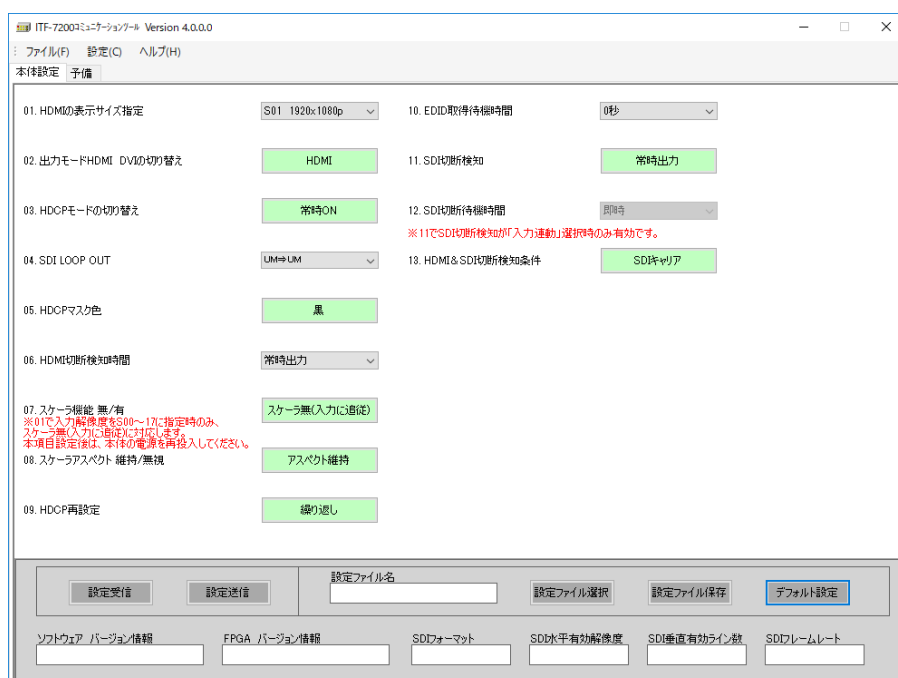 ITF-7200コミュニケーションツール Version 4.0.0.0
ファイル(F) 設定(C) ヘルプ(H)
本体設定 予備
01. HDMIの表示サイズ指定 S01 1920x1080p
02. 出力モードHDMI DVIの切り替え HDMI
03. HDCPモードの切り替え 常時ON
04. SDI LOOP OUT UM⇒UM
05. HDCPマスク色 黒
06. HDMI切断検知時間 常時出力
07. スケーラ機能 無/有 スケーラ無(入力に追従)
※01で入力解像度をS00～17に指定時のみ、
スケーラ無(入力に追従)に対応します。
本項目設定後は、本体の電源を再投入してください。
08. スケーラアスペクト 維持/無視 アスペクト維持
09. HDCP再設定 繰り返し
10. EDID取得待機時間 0秒
11. SDI切断検知 常時出力
12. SDI切断待機時間 即時
※11でSDI切断検知が「入力連動」選択時のみ有効です。
13. HDMI&SDI切断検知条件 SDIキャリア
設定受信 設定送信
設定ファイル名
設定ファイル選択 設定ファイル保存 デフォルト設定
ソフトウェア バージョン情報 FPGA バージョン情報 SDIフォーマット SDI水平有効解像度 SDI垂直有効ライン数 SDIフレームレート